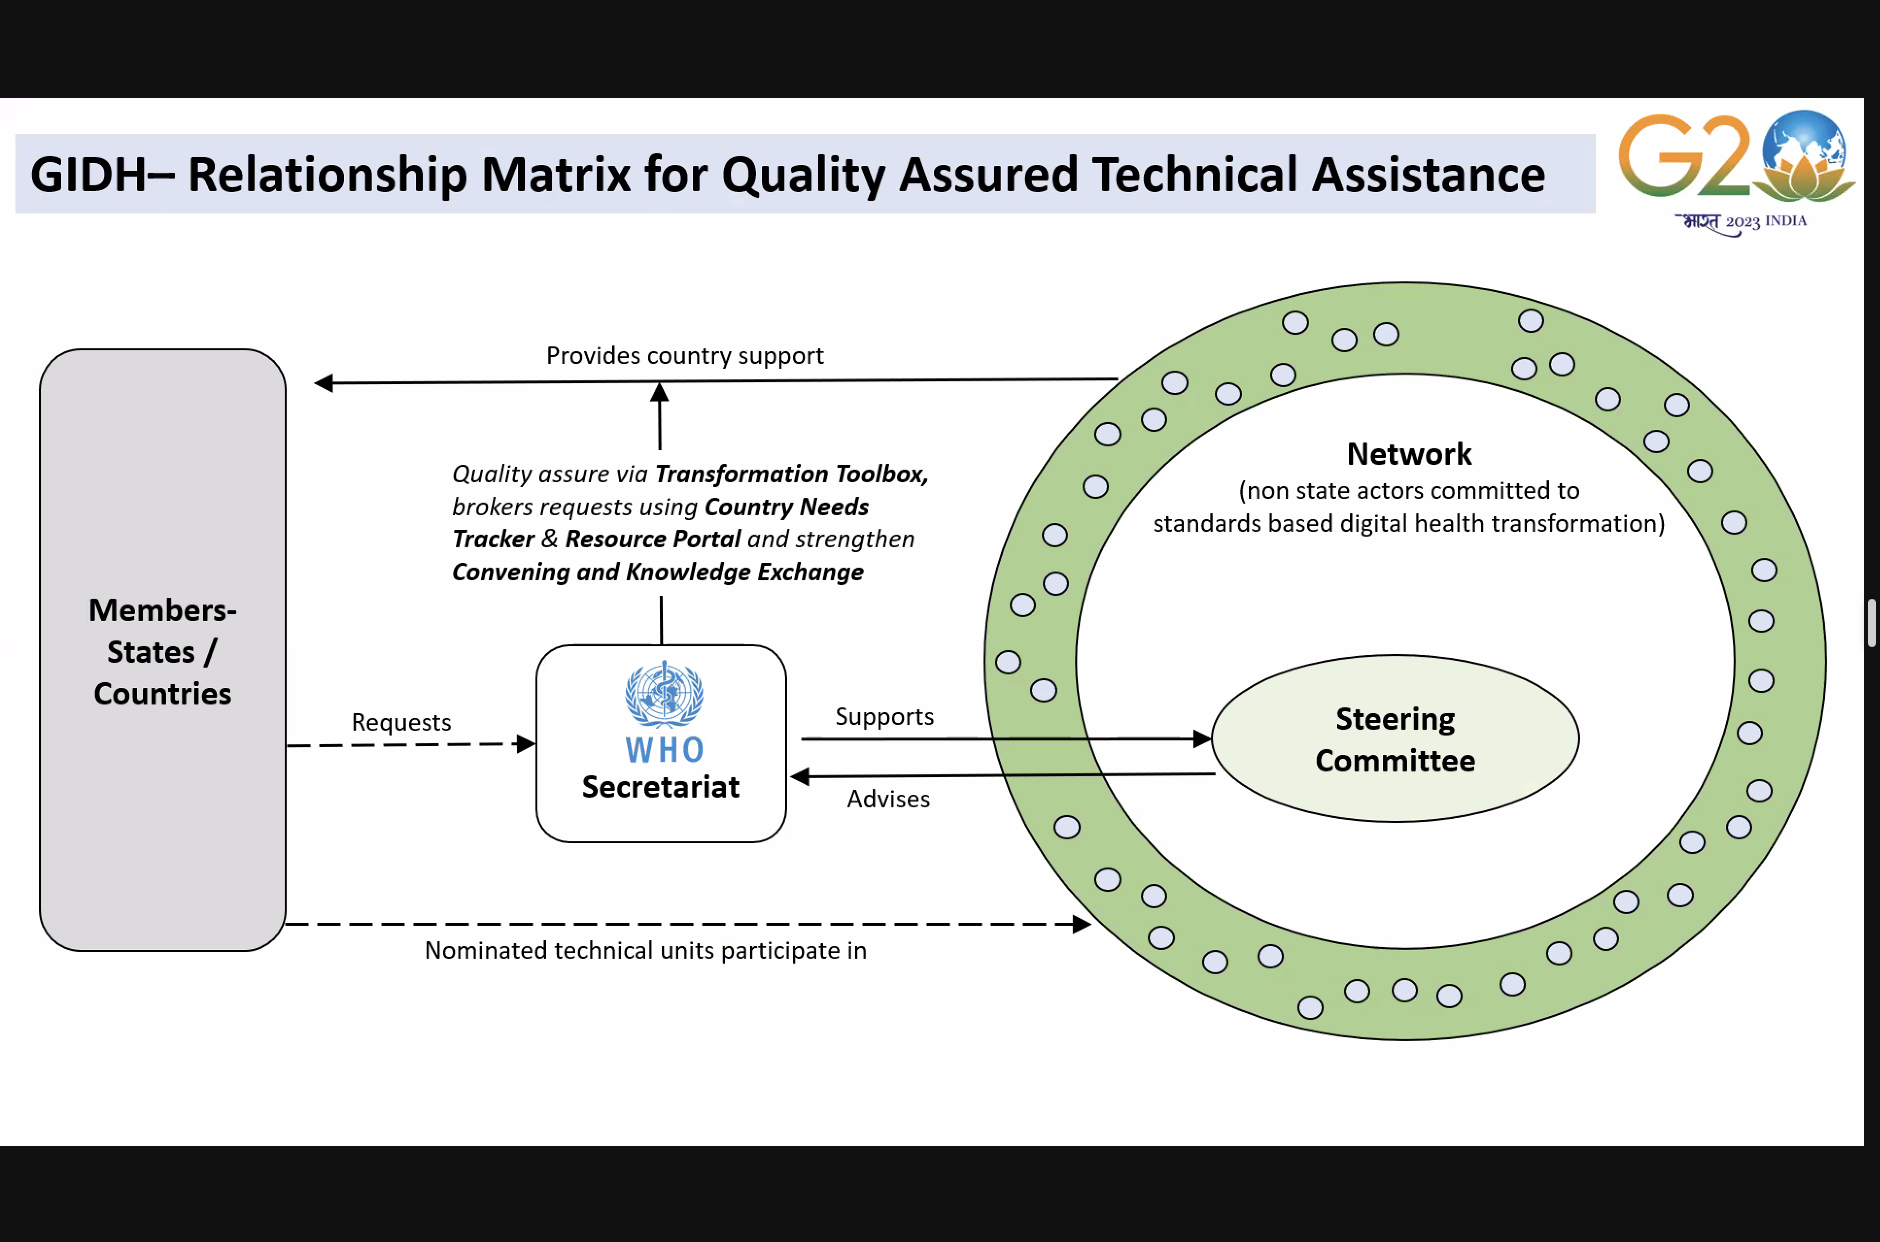 GIDH– Relationship Matrix for Quality Assured Technical Assistance
G20
भारत 2023 INDIA
Provides country support
Quality assure via Transformation Toolbox,
brokers requests using Country Needs
Tracker & Resource Portal and strengthen
Convening and Knowledge Exchange
Members-
States /
Countries
Requests
WHO
Secretariat
Supports
Advises
Nominated technical units participate in
Network
(non state actors committed to
standards based digital health transformation)
Steering
Committee